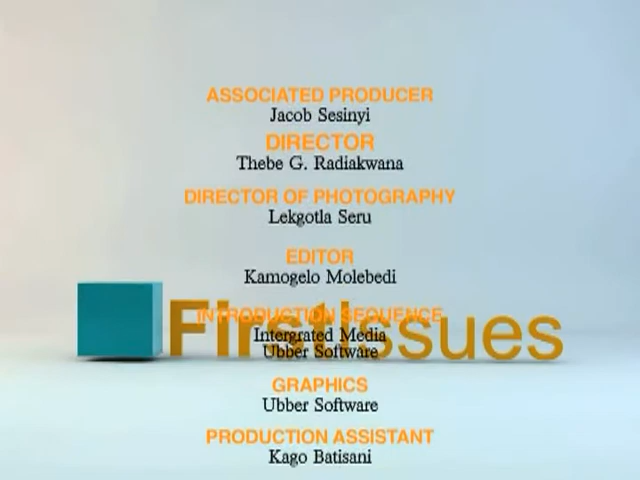 ASSOCIATED PRODUCER
Jacob Sesinyi
DIRECTOR
Thebe G. Radiakwana
DIRECTOR OF PHOTOGRAPHY
Lekgotla Seru
EDITOR
Kamogelo Molebedi
INTRODUCTION SEQUENCE
FirstIssues
Intergrated Media
Ubber Software
GRAPHICS
Ubber Software
PRODUCTION ASSISTANT
Kago Batisani